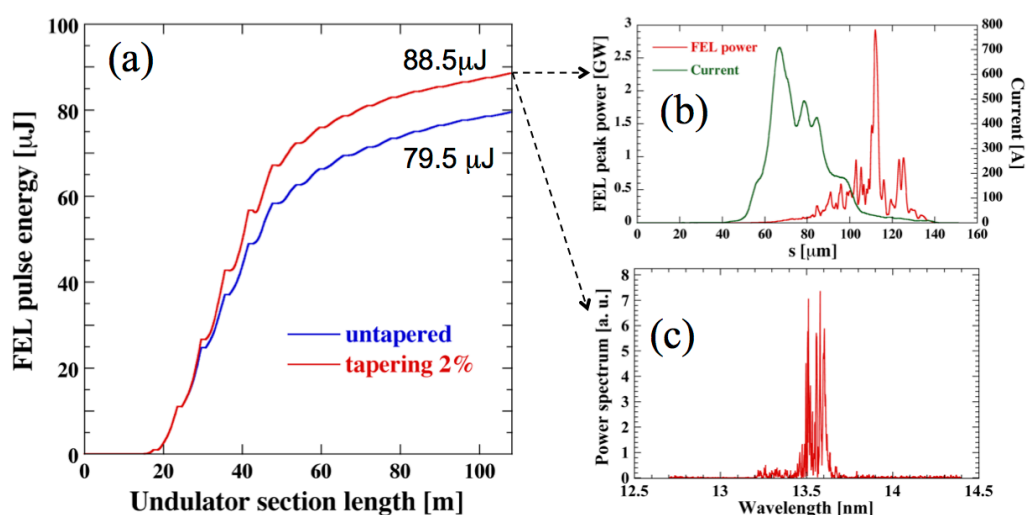 (a)
FEL pulse energy [μJ]
100
80
60
40
20
0
88.5μJ
79.5 μJ
untapered
tapering 2%
0 20 40 60 80 100
Undulator section length [m]
(b)
FEL peak power [GW]
3
2.5
2
1.5
1
0.5
0
FEL power
Current
800
700
600
500
400
300
200
100
0
Current [A]
0 20 40 60 80 100 120 140 160
s [μm]
(c)
Power spectrum [a. u.]
8
7
6
5
4
3
2
1
0
12.5 13 13.5 14 14.5
Wavelength [nm]